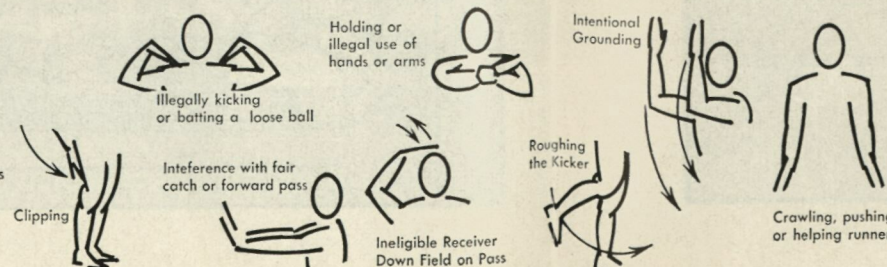 Holding or
illegal use of
hands or arms
Intentional
Grounding
Illegally kicking
or batting a loose ball
Roughing
the Kicker
Inteference with fair
catch or forward pass
Clipping
Ineligible Receiver
Down Field on Pass
Crawling, pushing
or helping runner